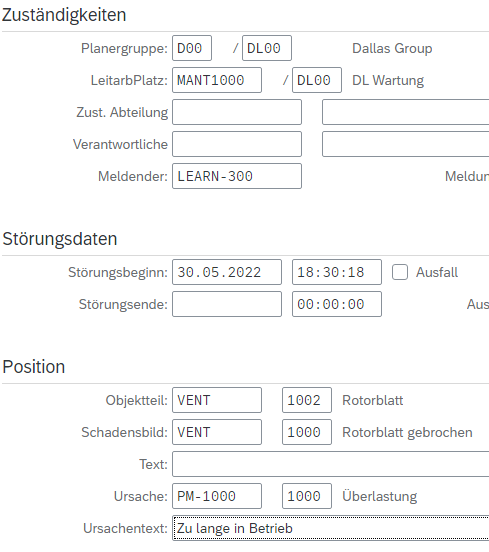 Zuständigkeiten
Planergruppe: D00 / DL00 Dallas Group
LeitarbPlatz: MANT1000 / DL00 DL Wartung
Zust. Abteilung
Verantwortliche
Meldender: LEARN-300 Meldun
Störungsdaten
Störungsbeginn: 30.05.2022 18:30:18 Ausfall
Störungsende: 00:00:00 Aus
Position
Objektteil: VENT 1002 Rotorblatt
Schadensbild: VENT 1000 Rotorblatt gebrochen
Text:
Ursache: PM-1000 1000 Überlastung
Ursachentext: Zu lange in Betrieb